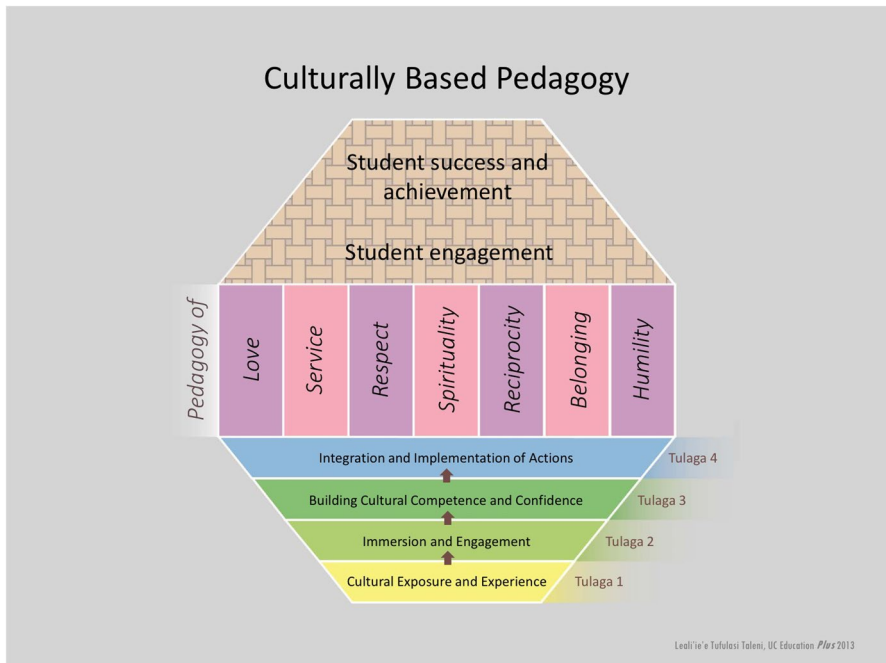 Culturally Based Pedagogy
Student success and
achievement
Student engagement
Pedagogy of
Love
Service
Respect
Spirituality
Reciprocity
Belonging
Humility
Integration and Implementation of Actions
Tulaga 4
Building Cultural Competence and Confidence
Tulaga 3
Immersion and Engagement
Tulaga 2
Cultural Exposure and Experience
Tulaga 1
Leali'ie'e Tufulasi Taleni, UC Education Plus 2013